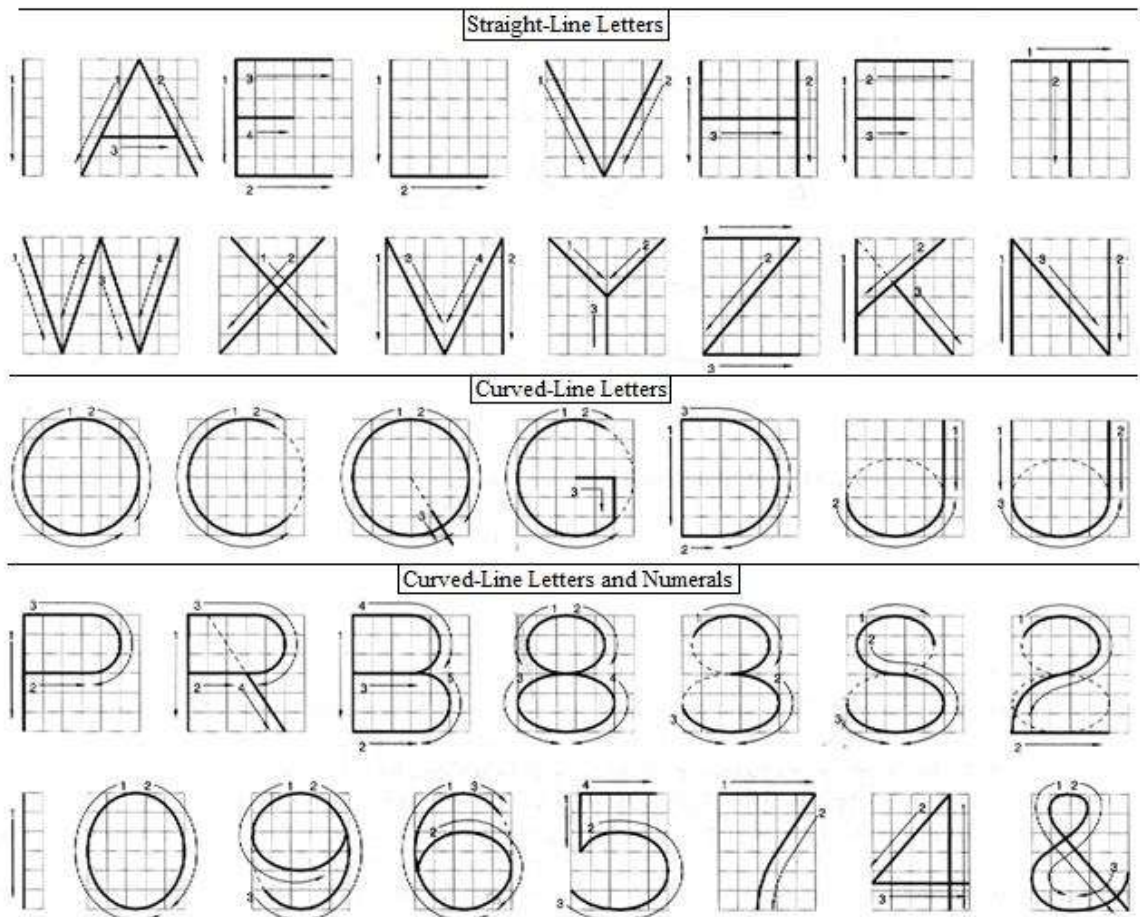 Straight-Line Letters
I A E L V H F T
W X M Y Z K N
Curved-Line Letters
O C Q G D J U
Curved-Line Letters and Numerals
P R B 8 3 S 2
1 0 9 6 5 7 4 &